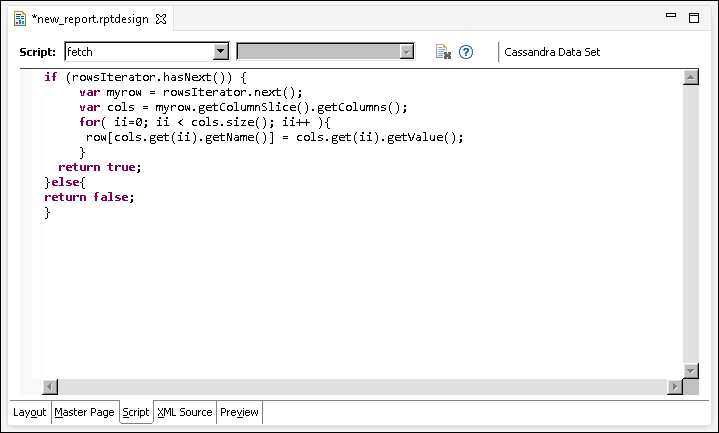 *new_report.rptdesign
Script: fetch Cassandra Data Set
if (rowsIterator.hasNext()) {
     var myrow = rowsIterator.next();
     var cols = myrow.getColumnSlice().getColumns();
     for( ii=0; ii < cols.size(); ii++ ){
      row[cols.get(ii).getName()] = cols.get(ii).getValue();
     }
  return true;
}else{
return false;
}
Layout Master Page Script XML Source Preview